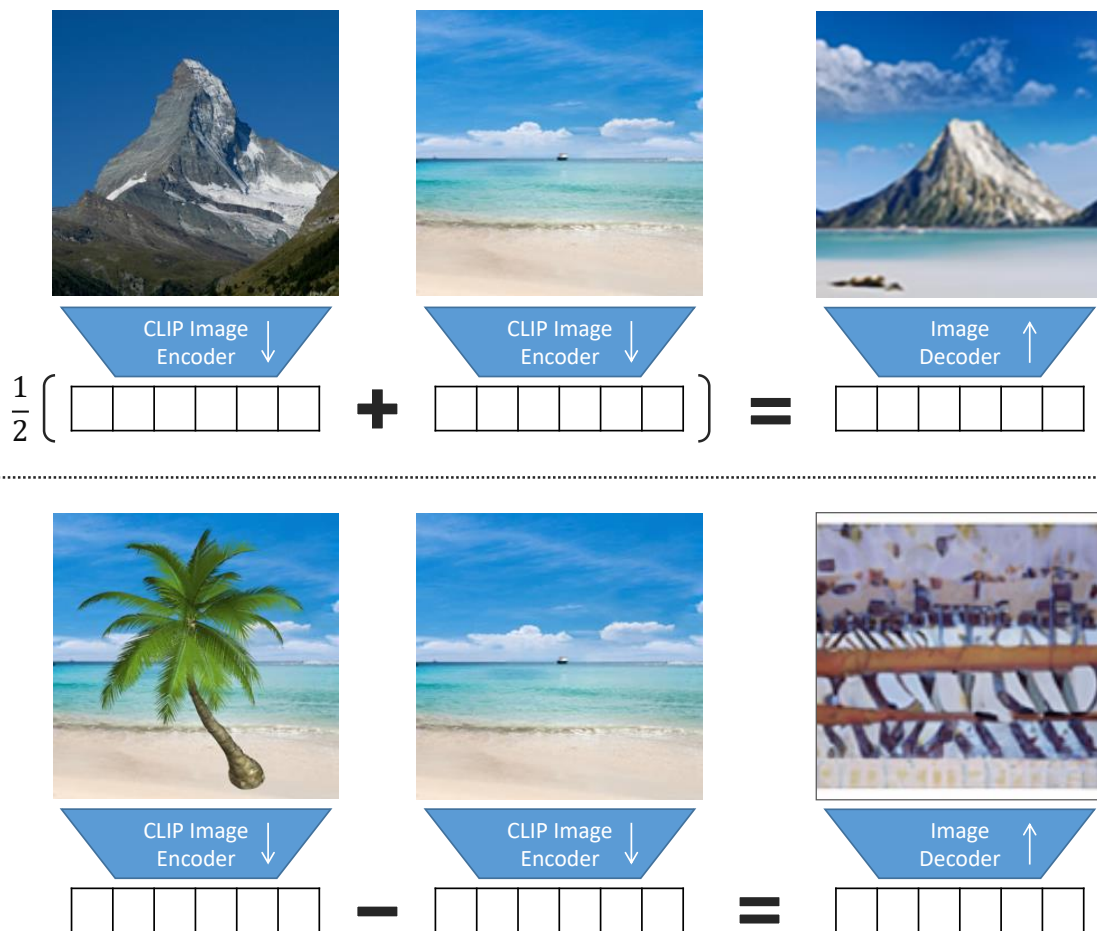 CLIP Image ↓
Encoder
CLIP Image ↓
Encoder
Image ↑
Decoder
1/2 ( + ) =
CLIP Image ↓
Encoder
CLIP Image ↓
Encoder
Image ↑
Decoder
− =